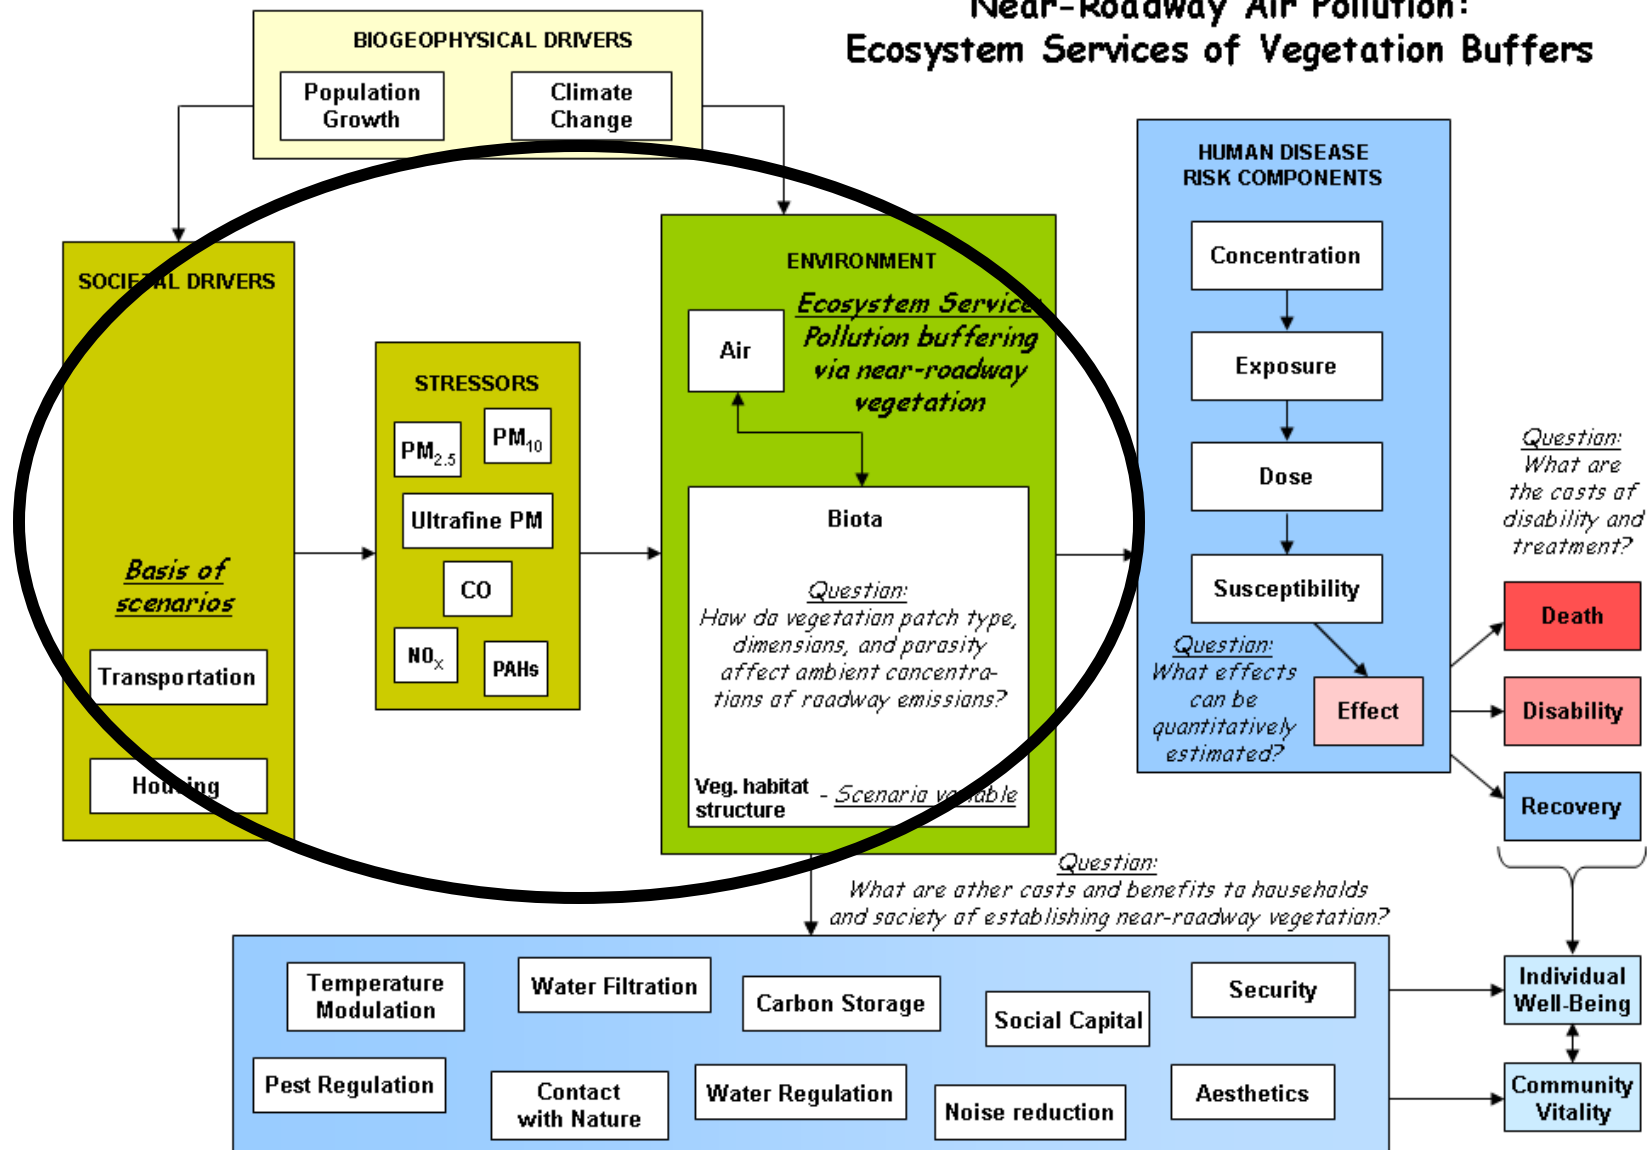 Near-Roadway Air Pollution:
Ecosystem Services of Vegetation Buffers
BIOGEOPHYSICAL DRIVERS
Population
Growth
Climate
Change
SOCIETAL DRIVERS
Basis of
scenarios
Transportation
Housing
STRESSORS
PM2.5
PM10
Ultrafine PM
CO
NOX
PAHs
ENVIRONMENT
Ecosystem Service:
Pollution buffering
via near-roadway
vegetation
Air
Biota
Question:
How do vegetation patch type,
dimensions, and porosity
affect ambient concentra-
tions of roadway emissions?
Veg. habitat
structure
- Scenario variable
HUMAN DISEASE
RISK COMPONENTS
Concentration
Exposure
Dose
Susceptibility
Question:
What effects
can be
quantitatively
estimated?
Effect
Question:
What are
the costs of
disability and
treatment?
Death
Disability
Recovery
Question:
What are other costs and benefits to households
and society of establishing near-roadway vegetation?
Temperature
Modulation
Water Filtration
Carbon Storage
Social Capital
Security
Pest Regulation
Contact
with Nature
Water Regulation
Noise reduction
Aesthetics
Individual
Well-Being
Community
Vitality